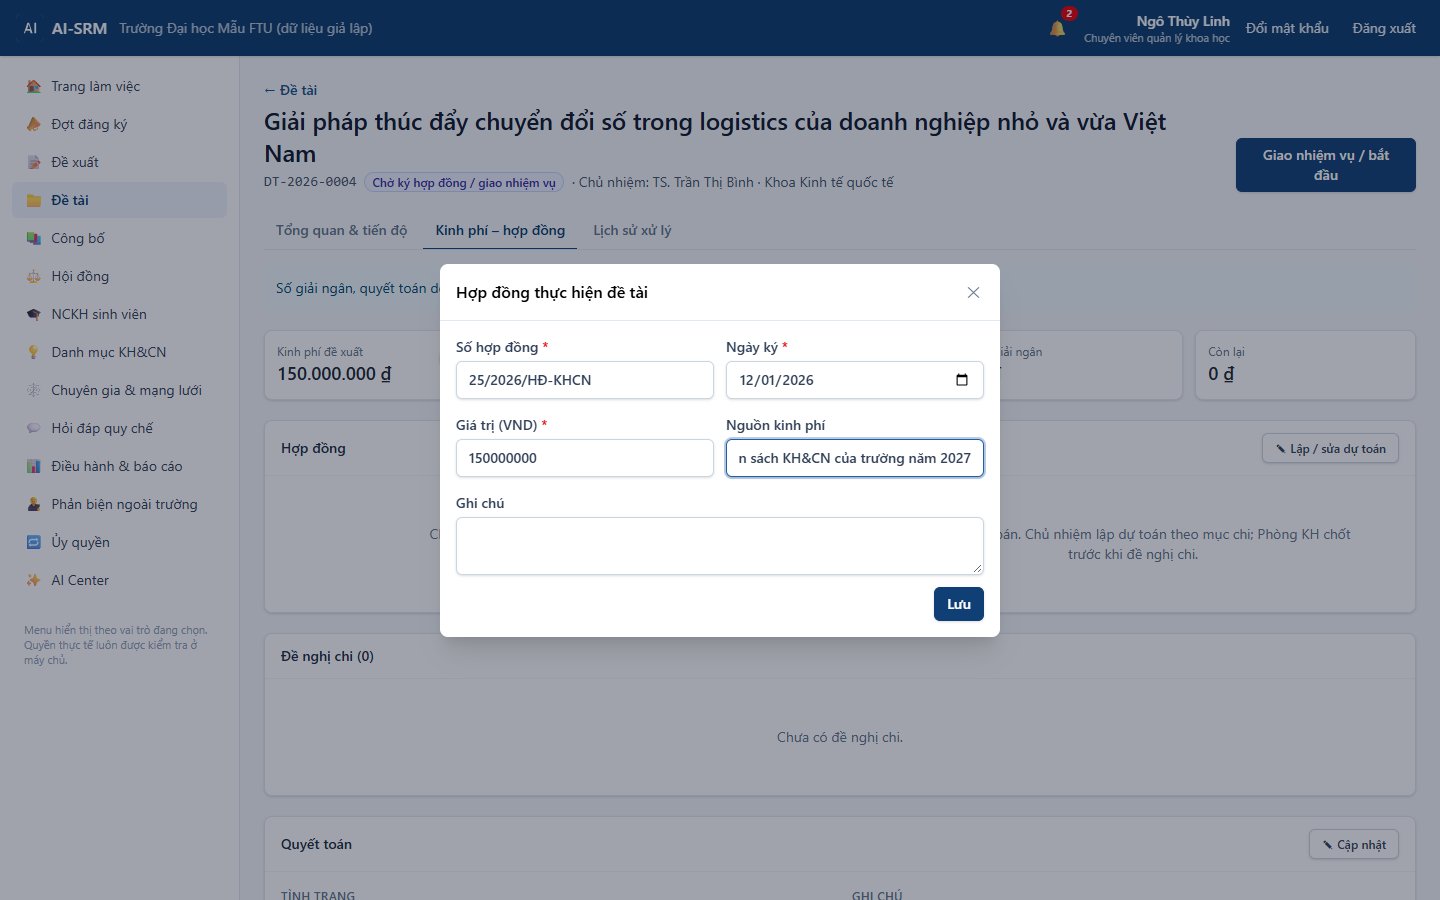 AI AI-SRM Trường Đại học Mẫu FTU (dữ liệu giả lập)
2
Ngô Thùy Linh
Chuyên viên quản lý khoa học
Đổi mật khẩu
Đăng xuất
Trang làm việc
Đợt đăng ký
Đề xuất
Đề tài
Công bố
Hội đồng
NCKH sinh viên
Danh mục KH&CN
Chuyên gia & mạng lưới
Hỏi đáp quy chế
Điều hành & báo cáo
Phản biện ngoài trường
Ủy quyền
AI Center
Menu hiển thị theo vai trò đang chọn.
Quyền thực tế luôn được kiểm tra ở
máy chủ.
← Đề tài
Giải pháp thúc đẩy chuyển đổi số trong logistics của doanh nghiệp nhỏ và vừa Việt
Nam
DT-2026-0004 Chờ ký hợp đồng / giao nhiệm vụ · Chủ nhiệm: TS. Trần Thị Bình · Khoa Kinh tế quốc tế
Giao nhiệm vụ / bắt
đầu
Tổng quan & tiến độ
Kinh phí – hợp đồng
Lịch sử xử lý
Số giải ngân, quyết toán
Kinh phí đề xuất
150.000.000 ₫
ngân
Còn lại
0 ₫
Hợp đồng
Lập / sửa dự toán
Chủ nhiệm lập dự toán theo mục chi; Phòng KH chốt
trước khi đề nghị chi.
Hợp đồng thực hiện đề tài
Số hợp đồng *
25/2026/HĐ-KHCN
Ngày ký *
12/01/2026
Giá trị (VND) *
150000000
Nguồn kinh phí
n sách KH&CN của trường năm 2027
Ghi chú
Lưu
Đề nghị chi (0)
Chưa có đề nghị chi.
Quyết toán
Cập nhật
TÌNH TRẠNG
GHI CHÚ